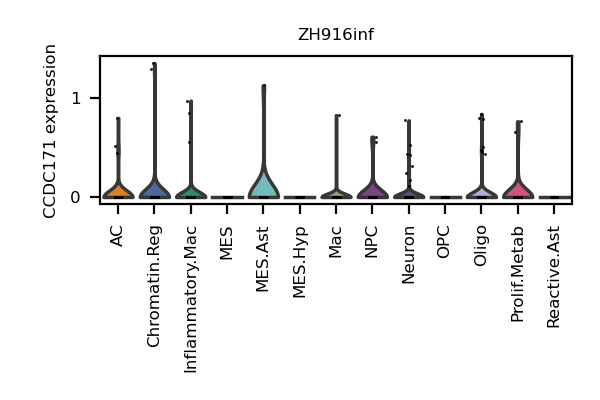 ZH916inf
CCDC171 expression
1
0
AC
Chromatin.Reg
Inflammatory.Mac
MES
MES.Ast
MES.Hyp
Mac
NPC
Neuron
OPC
Oligo
Prolif.Metab
Reactive.Ast